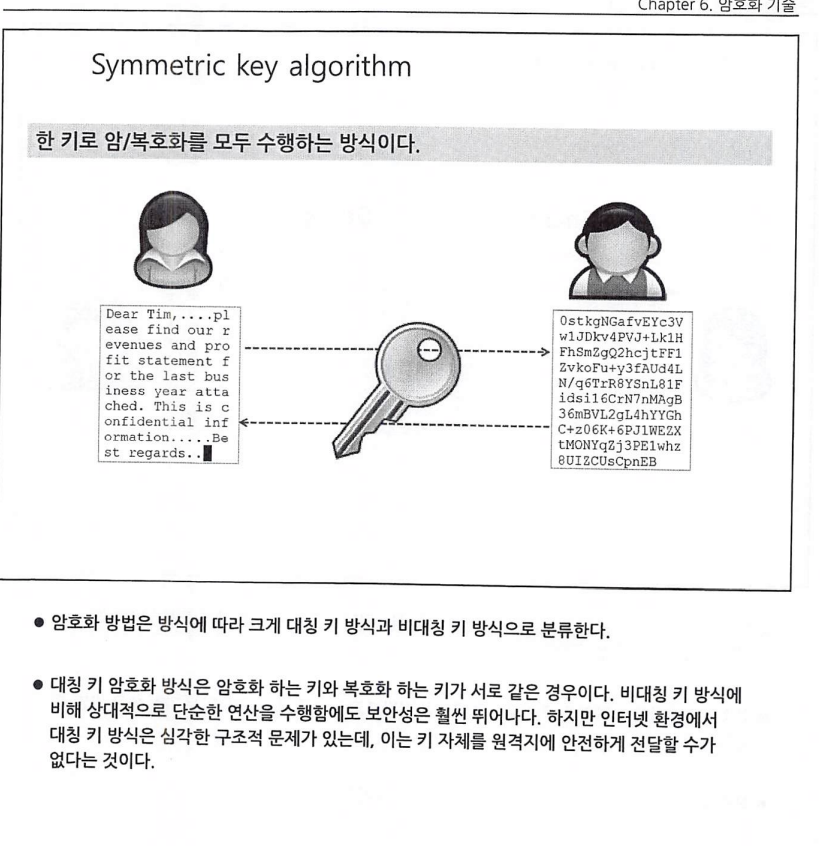 Chapter 6. 암호화 기술
Symmetric key algorithm
한 키로 암/복호화를 모두 수행하는 방식이다.
Dear Tim,....pl
ease find our r
evenues and pro
fit statement f
or the last bus
iness year atta
ched. This is c
onfidential inf
ormation.....Be
st regards..
0stkgNGafvEYc3V
w1JDkv4PVJ+Lk1H
FhSmZgQ2hcjtFF1
ZvkoFu+y3fAUd4L
N/q6TrR8YSnL81F
idsi16CrN7nMAgB
36mBVL2gL4hYYGh
C+z06K+6PJ1WEZX
tMONYqZj3PE1whz
8UIZCUsCpnEB
● 암호화 방법은 방식에 따라 크게 대칭 키 방식과 비대칭 키 방식으로 분류한다.
● 대칭 키 암호화 방식은 암호화 하는 키와 복호화 하는 키가 서로 같은 경우이다. 비대칭 키 방식에
비해 상대적으로 단순한 연산을 수행함에도 보안성은 훨씬 뛰어나다. 하지만 인터넷 환경에서
대칭 키 방식은 심각한 구조적 문제가 있는데, 이는 키 자체를 원격지에 안전하게 전달할 수가
없다는 것이다.